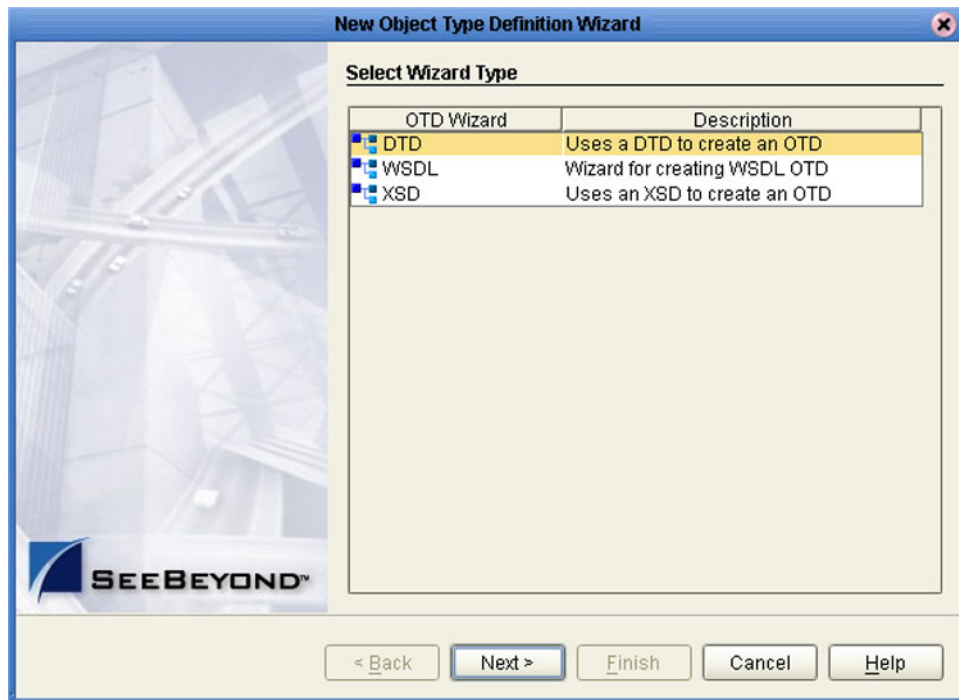 New Object Type Definition Wizard
Select Wizard Type
OTD Wizard Description
DTD Uses a DTD to create an OTD
WSDL Wizard for creating WSDL OTD
XSD Uses an XSD to create an OTD
SEEBEYOND™
< Back Next > Finish Cancel Help